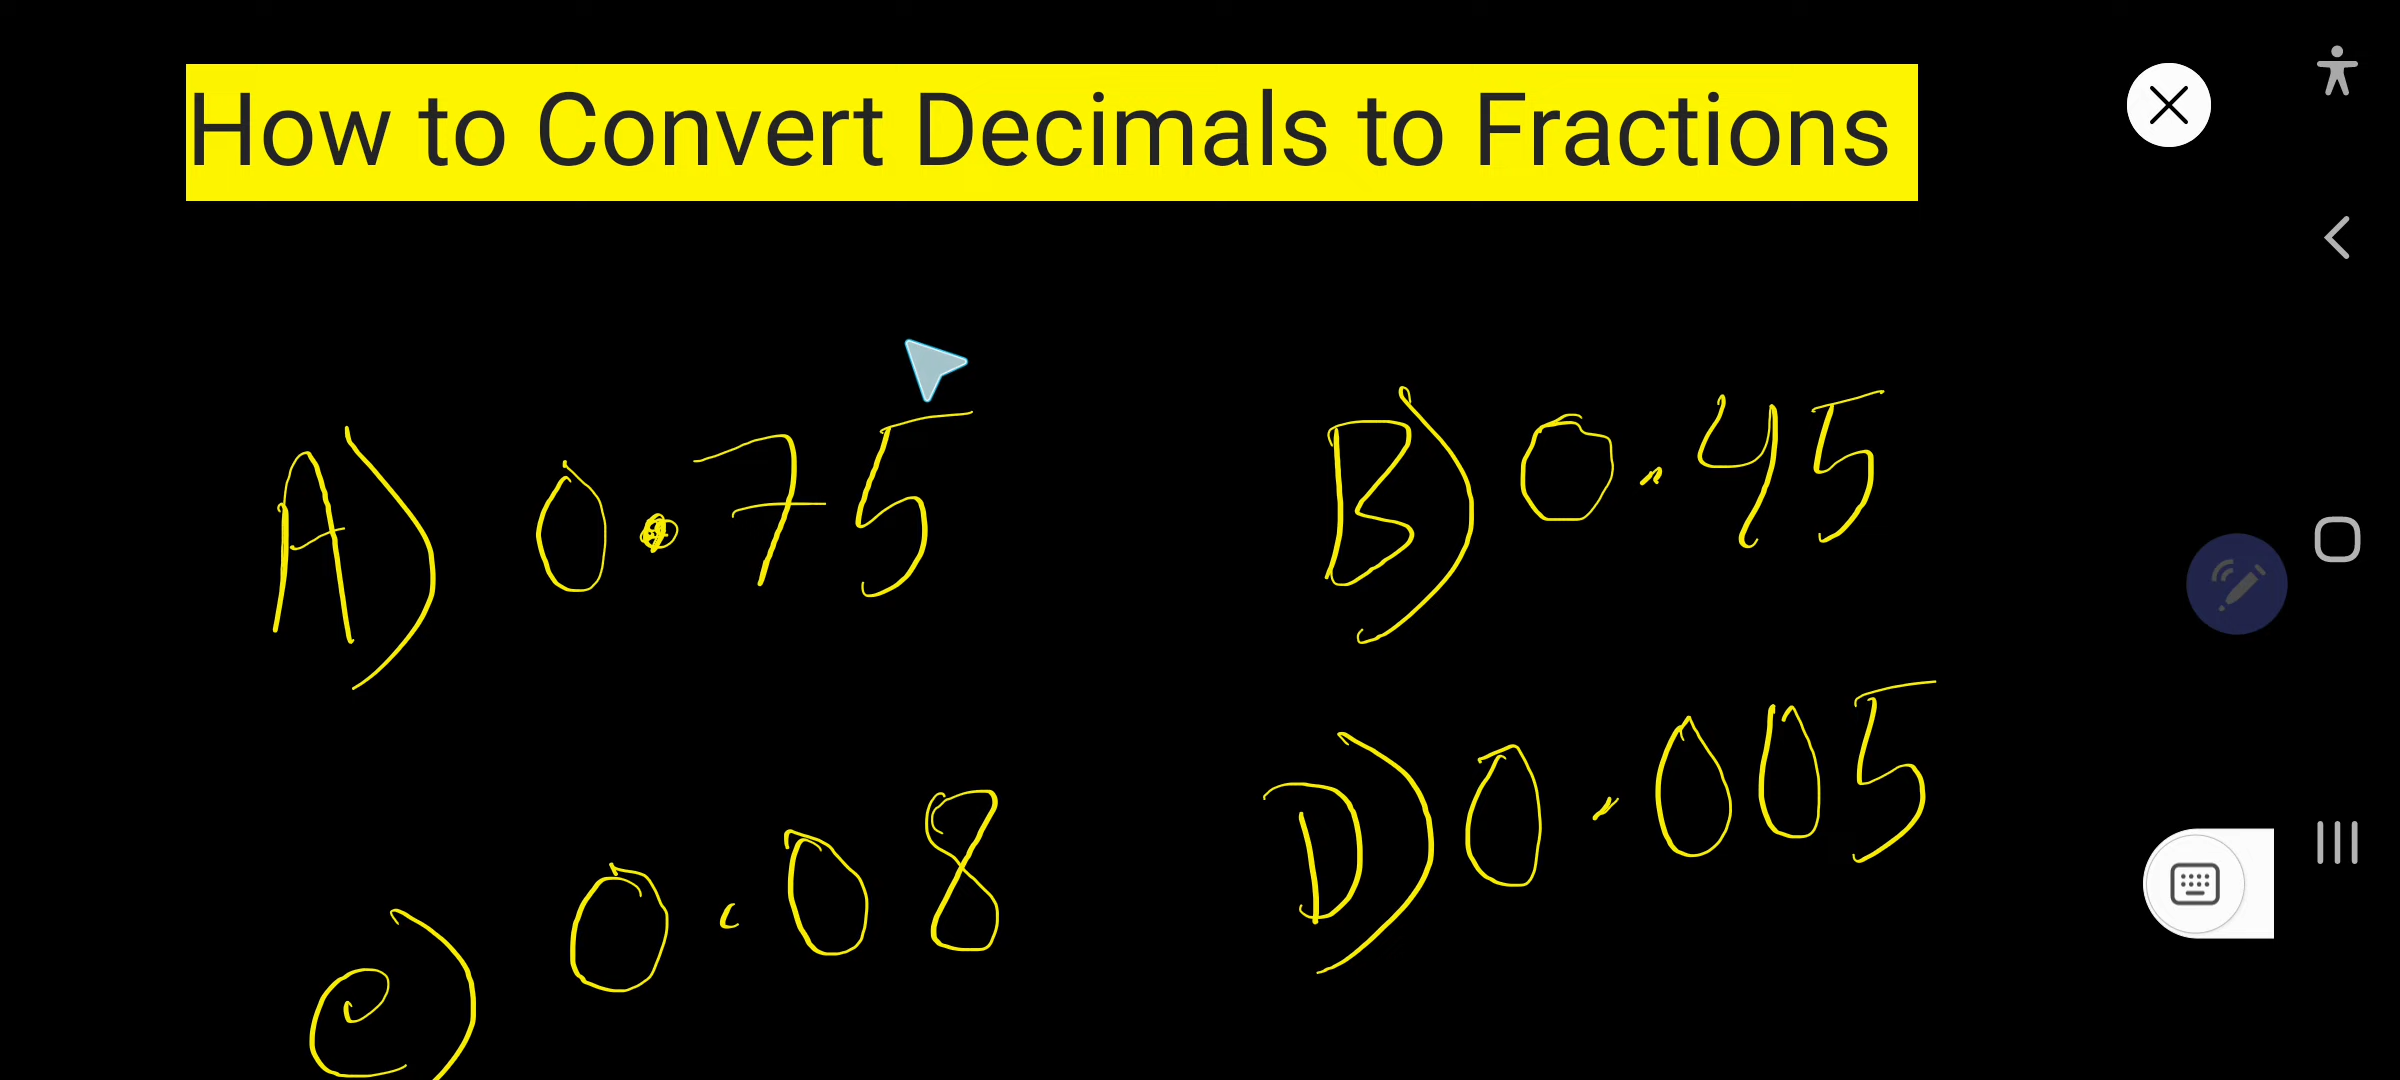 How to Convert Decimals to Fractions
A) 0.75
B) 0.45
C) 0.08
D) 0.005